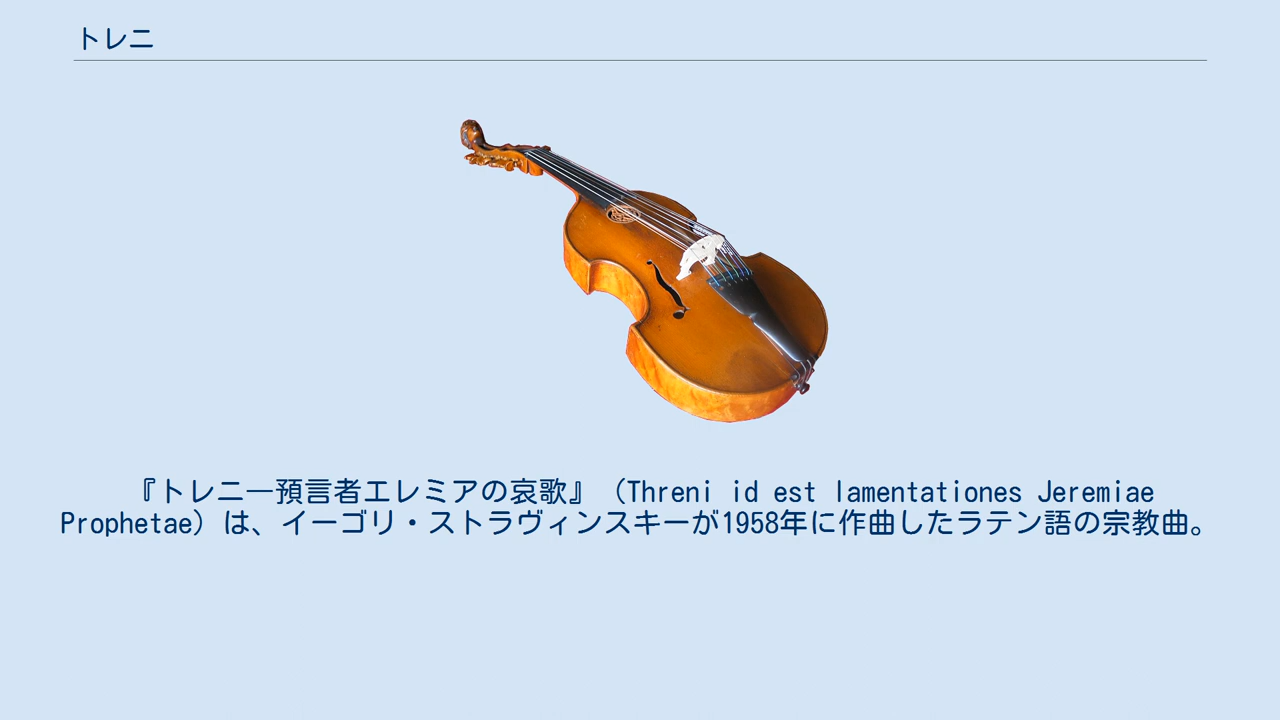 トレニ
『トレニ―預言者エレミアの哀歌』（Threni id est lamentationes Jeremiae
Prophetae）は、イーゴリ・ストラヴィンスキーが1958年に作曲したラテン語の宗教曲。